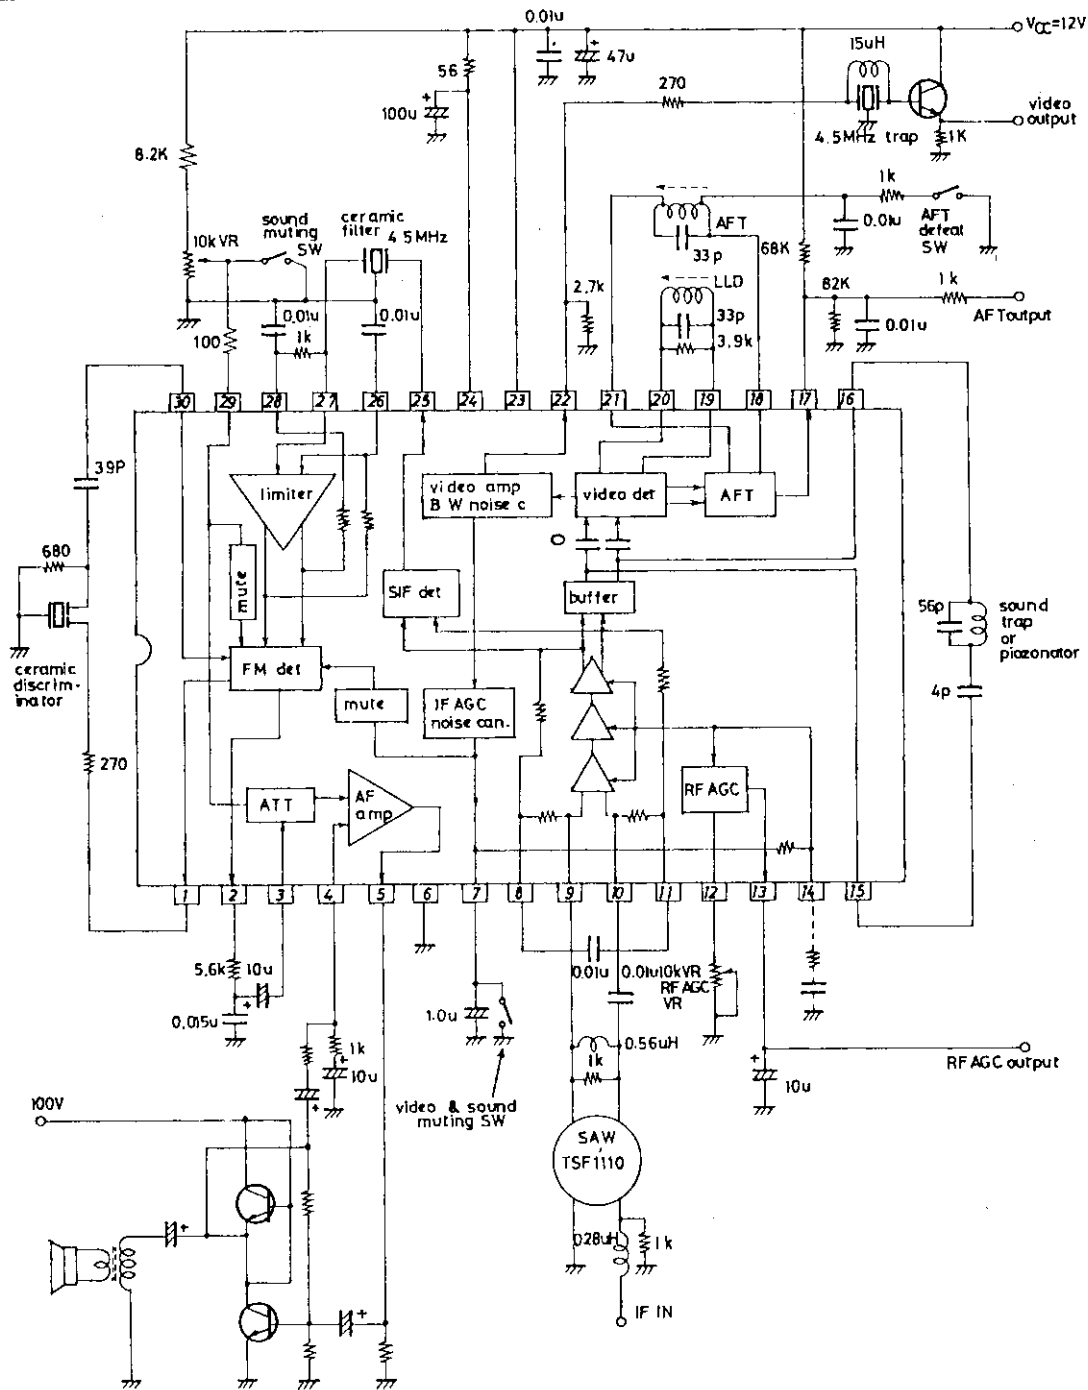 0.01u
VCC=12V
56
47u
15uH
270
100u
video
output
4.5MHz trap
1K
8.2K
1k
sound
muting
SW
ceramic
filter
4.5MHz
AFT
0.01u
AFT
defeat
SW
10kVR
33p
68K
LLD
82K
1k
2.7k
0.01u
0.01u
33p
0.01u
AFToutput
100
1k
3.9k
30
29
28
27
26
25
24
23
22
21
20
19
18
17
16
39P
limiter
video amp
B W noise c
video det
AFT
680
mute
SIF det
buffer
56p
sound
trap
or
piozonator
ceramic
discrim-
inator
FM det
4p
mute
IF AGC
noise can.
270
RF AGC
ATT
AF
amp
1
2
3
4
5
6
7
8
9
10
11
12
13
14
15
5.6k
10u
0.01u
0.01u
10kVR
RF AGC
VR
0.015u
1.0u
1k
10u
0.56uH
1k
RF AGC output
10u
video & sound
muting SW
100V
SAW
TSF1110
0.28uH
1k
IF IN